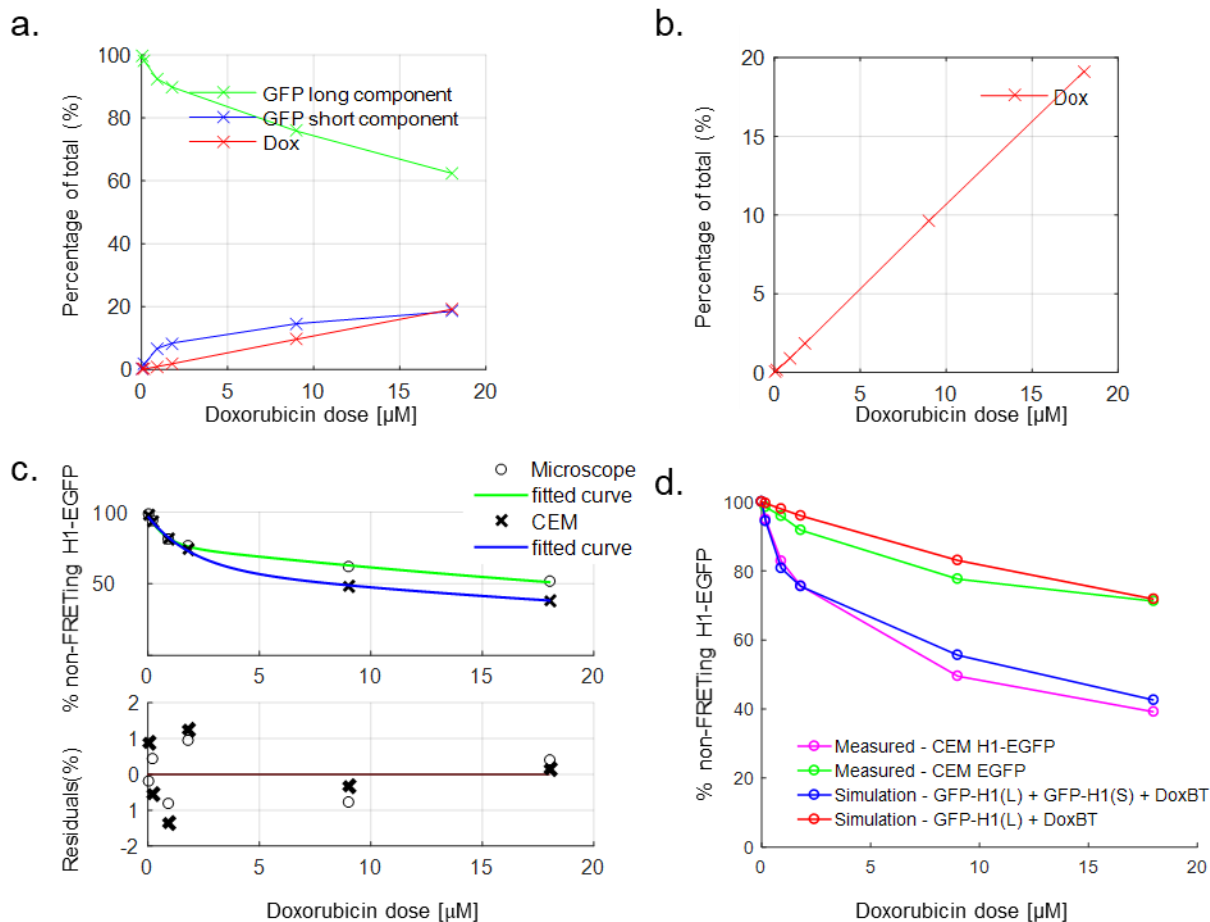 a.
Percentage of total (%)
100
80
60
40
20
0
GFP long component
GFP short component
Dox
0 5 10 15 20
Doxorubicin dose [µM]
b.
Percentage of total (%)
20
15
10
5
0
Dox
0 5 10 15 20
Doxorubicin dose [µM]
c.
% non-FRETing H1-EGFP
100
50
Microscope
fitted curve
CEM
fitted curve
0 5 10 15 20
Residuals(%)
2
1
0
1
-2
0 5 10 15 20
Doxorubicin dose [µM]
d.
% non-FRETing H1-EGFP
100
80
60
40
20
0
Measured - CEM H1-EGFP
Measured - CEM EGFP
Simulation - GFP-H1(L) + GFP-H1(S) + DoxBT
Simulation - GFP-H1(L) + DoxBT
0 5 10 15 20
Doxorubicin dose [µM]